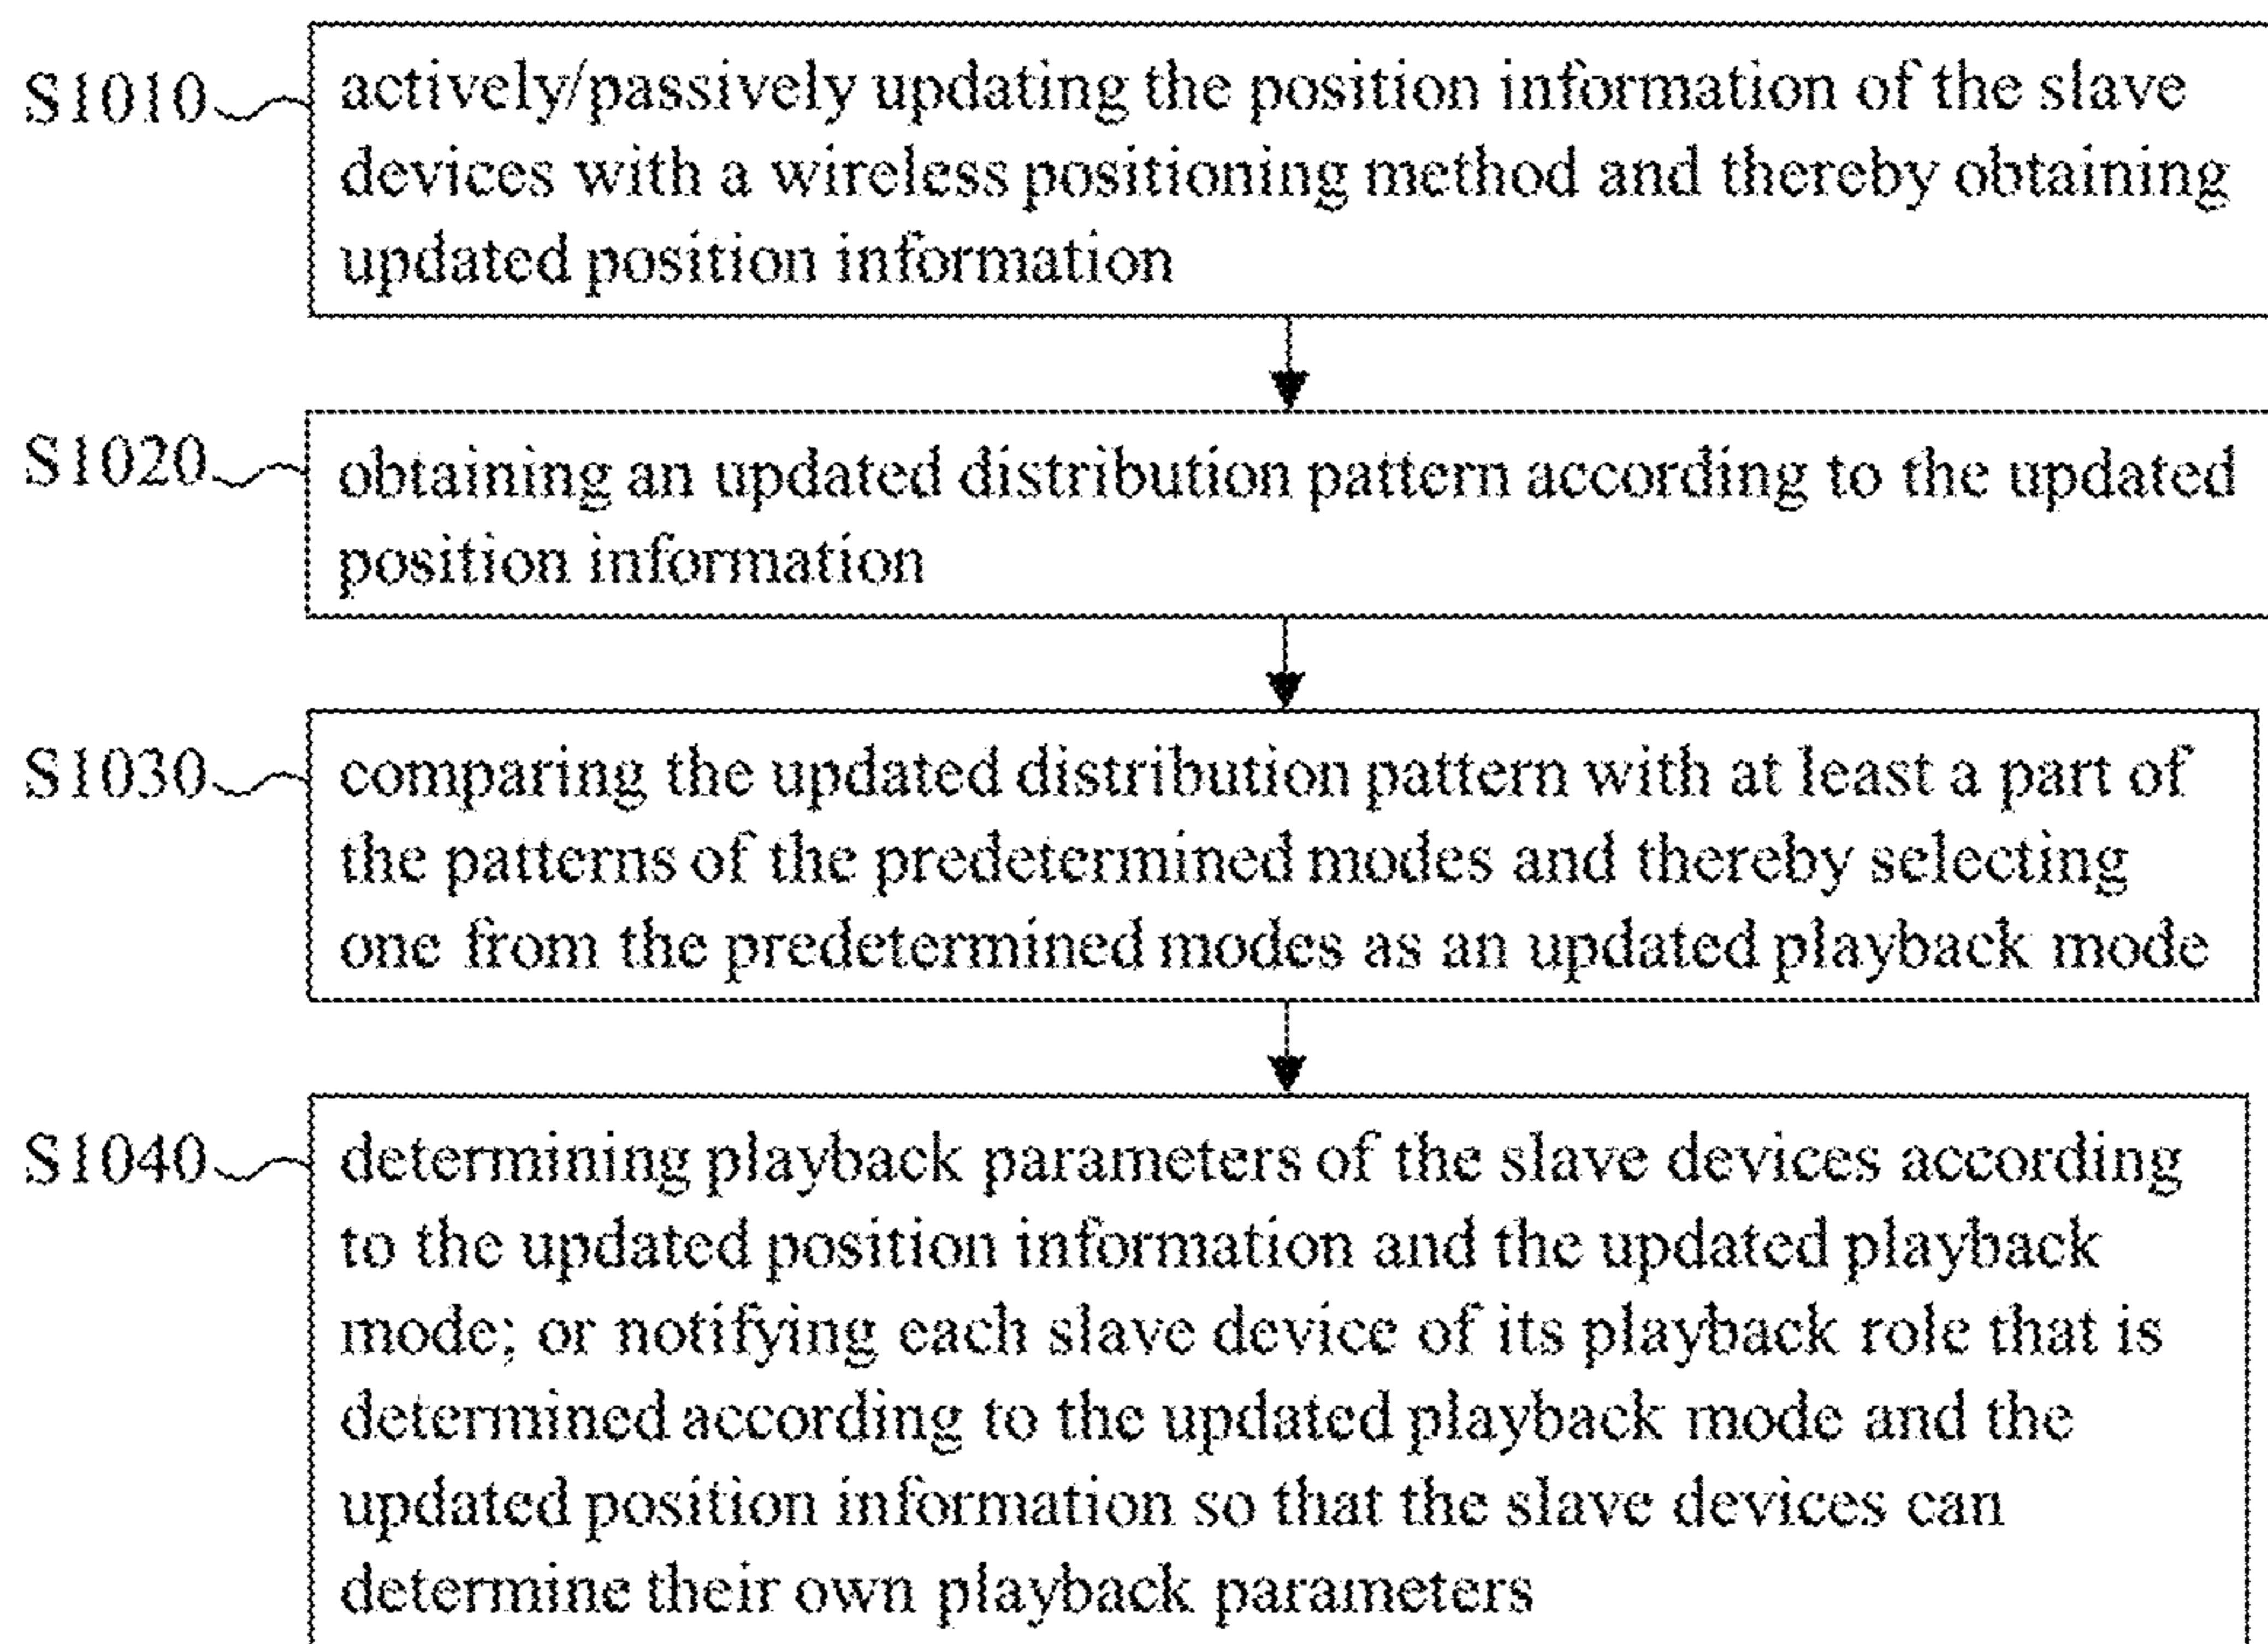 S1010
actively/passively updating the position information of the slave
devices with a wireless positioning method and thereby obtaining
updated position information
S1020
obtaining an updated distribution pattern according to the updated
position information
S1030
comparing the updated distribution pattern with at least a part of
the patterns of the predetermined modes and thereby selecting
one from the predetermined modes as an updated playback mode
S1040
determining playback parameters of the slave devices according
to the updated position information and the updated playback
mode; or notifying each slave device of its playback role that is
determined according to the updated playback mode and the
updated position information so that the slave devices can
determine their own playback parameters